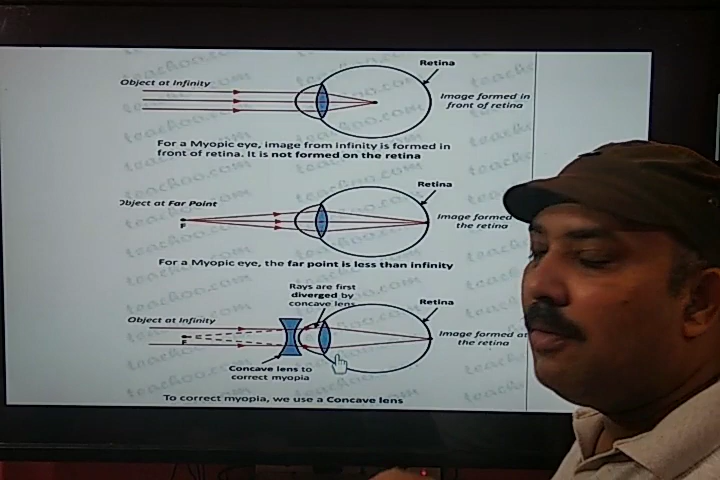 Retina
Object at Infinity
Image formed in
front of retina
For a Myopic eye, image from infinity is formed in
front of retina. It is not formed on the retina
Retina
Object at Far Point
F
Image formed
the retina
For a Myopic eye, the far point is less than infinity
Rays are first
diverged by
concave lens
Retina
Object at Infinity
F
Image formed at
the retina
Concave lens to
correct myopia
To correct myopia, we use a Concave lens
teachoo.com